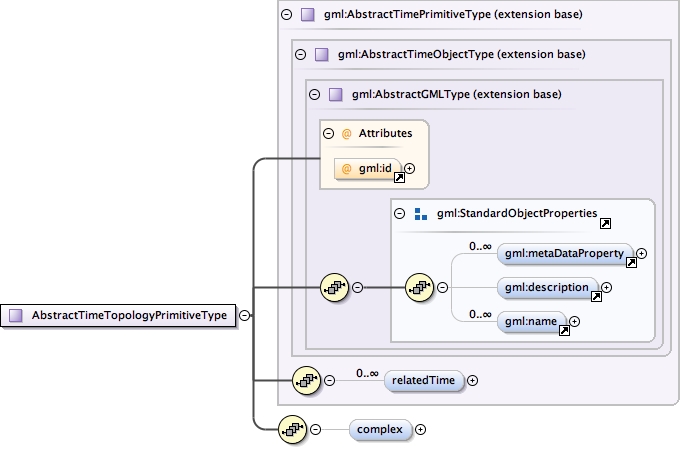 gml:AbstractTimePrimitiveType (extension base)
gml:AbstractTimeObjectType (extension base)
gml:AbstractGMLType (extension base)
@ Attributes
@ gml:id
gml:StandardObjectProperties
0..∞
gml:metaDataProperty
gml:description
0..∞
gml:name
AbstractTimeTopologyPrimitiveType
0..∞
relatedTime
complex